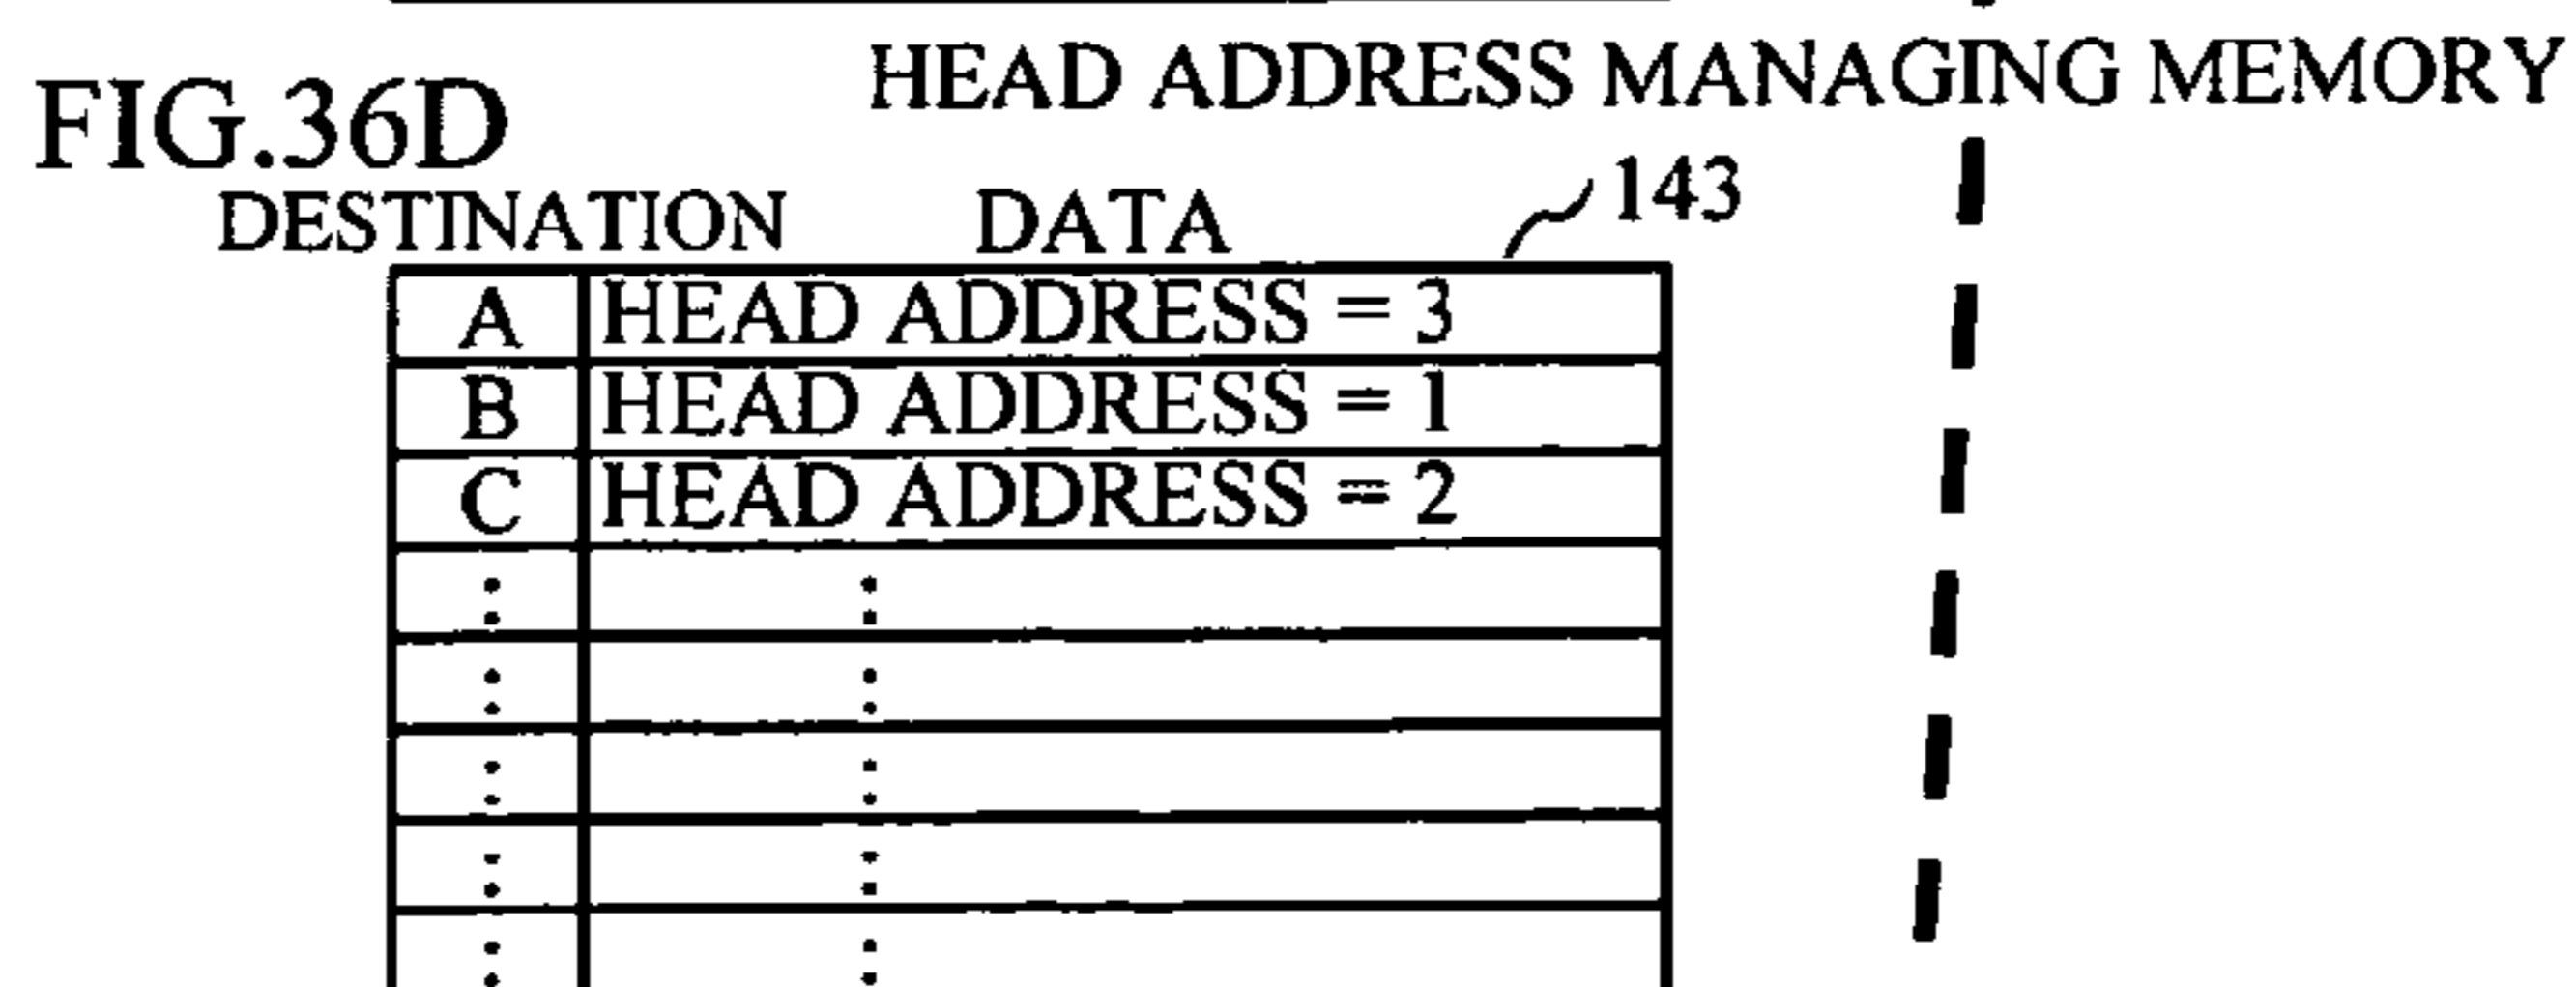 HEAD ADDRESS MANAGING MEMORY
FIG.36D
143
DESTINATION DATA
A HEAD ADDRESS = 3
B HEAD ADDRESS = 1
C HEAD ADDRESS = 2